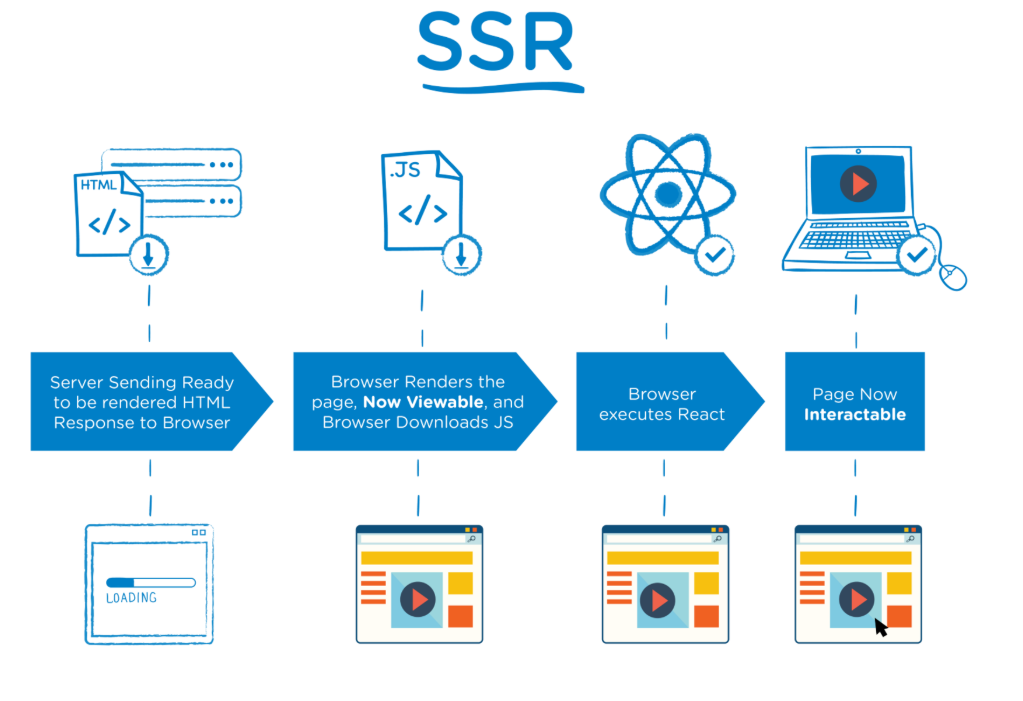 SSR
HTML
.JS
Server Sending Ready
to be rendered HTML
Response to Browser
Browser Renders the
page, Now Viewable, and
Browser Downloads JS
Browser
executes React
Page Now
Interactable
LOADING